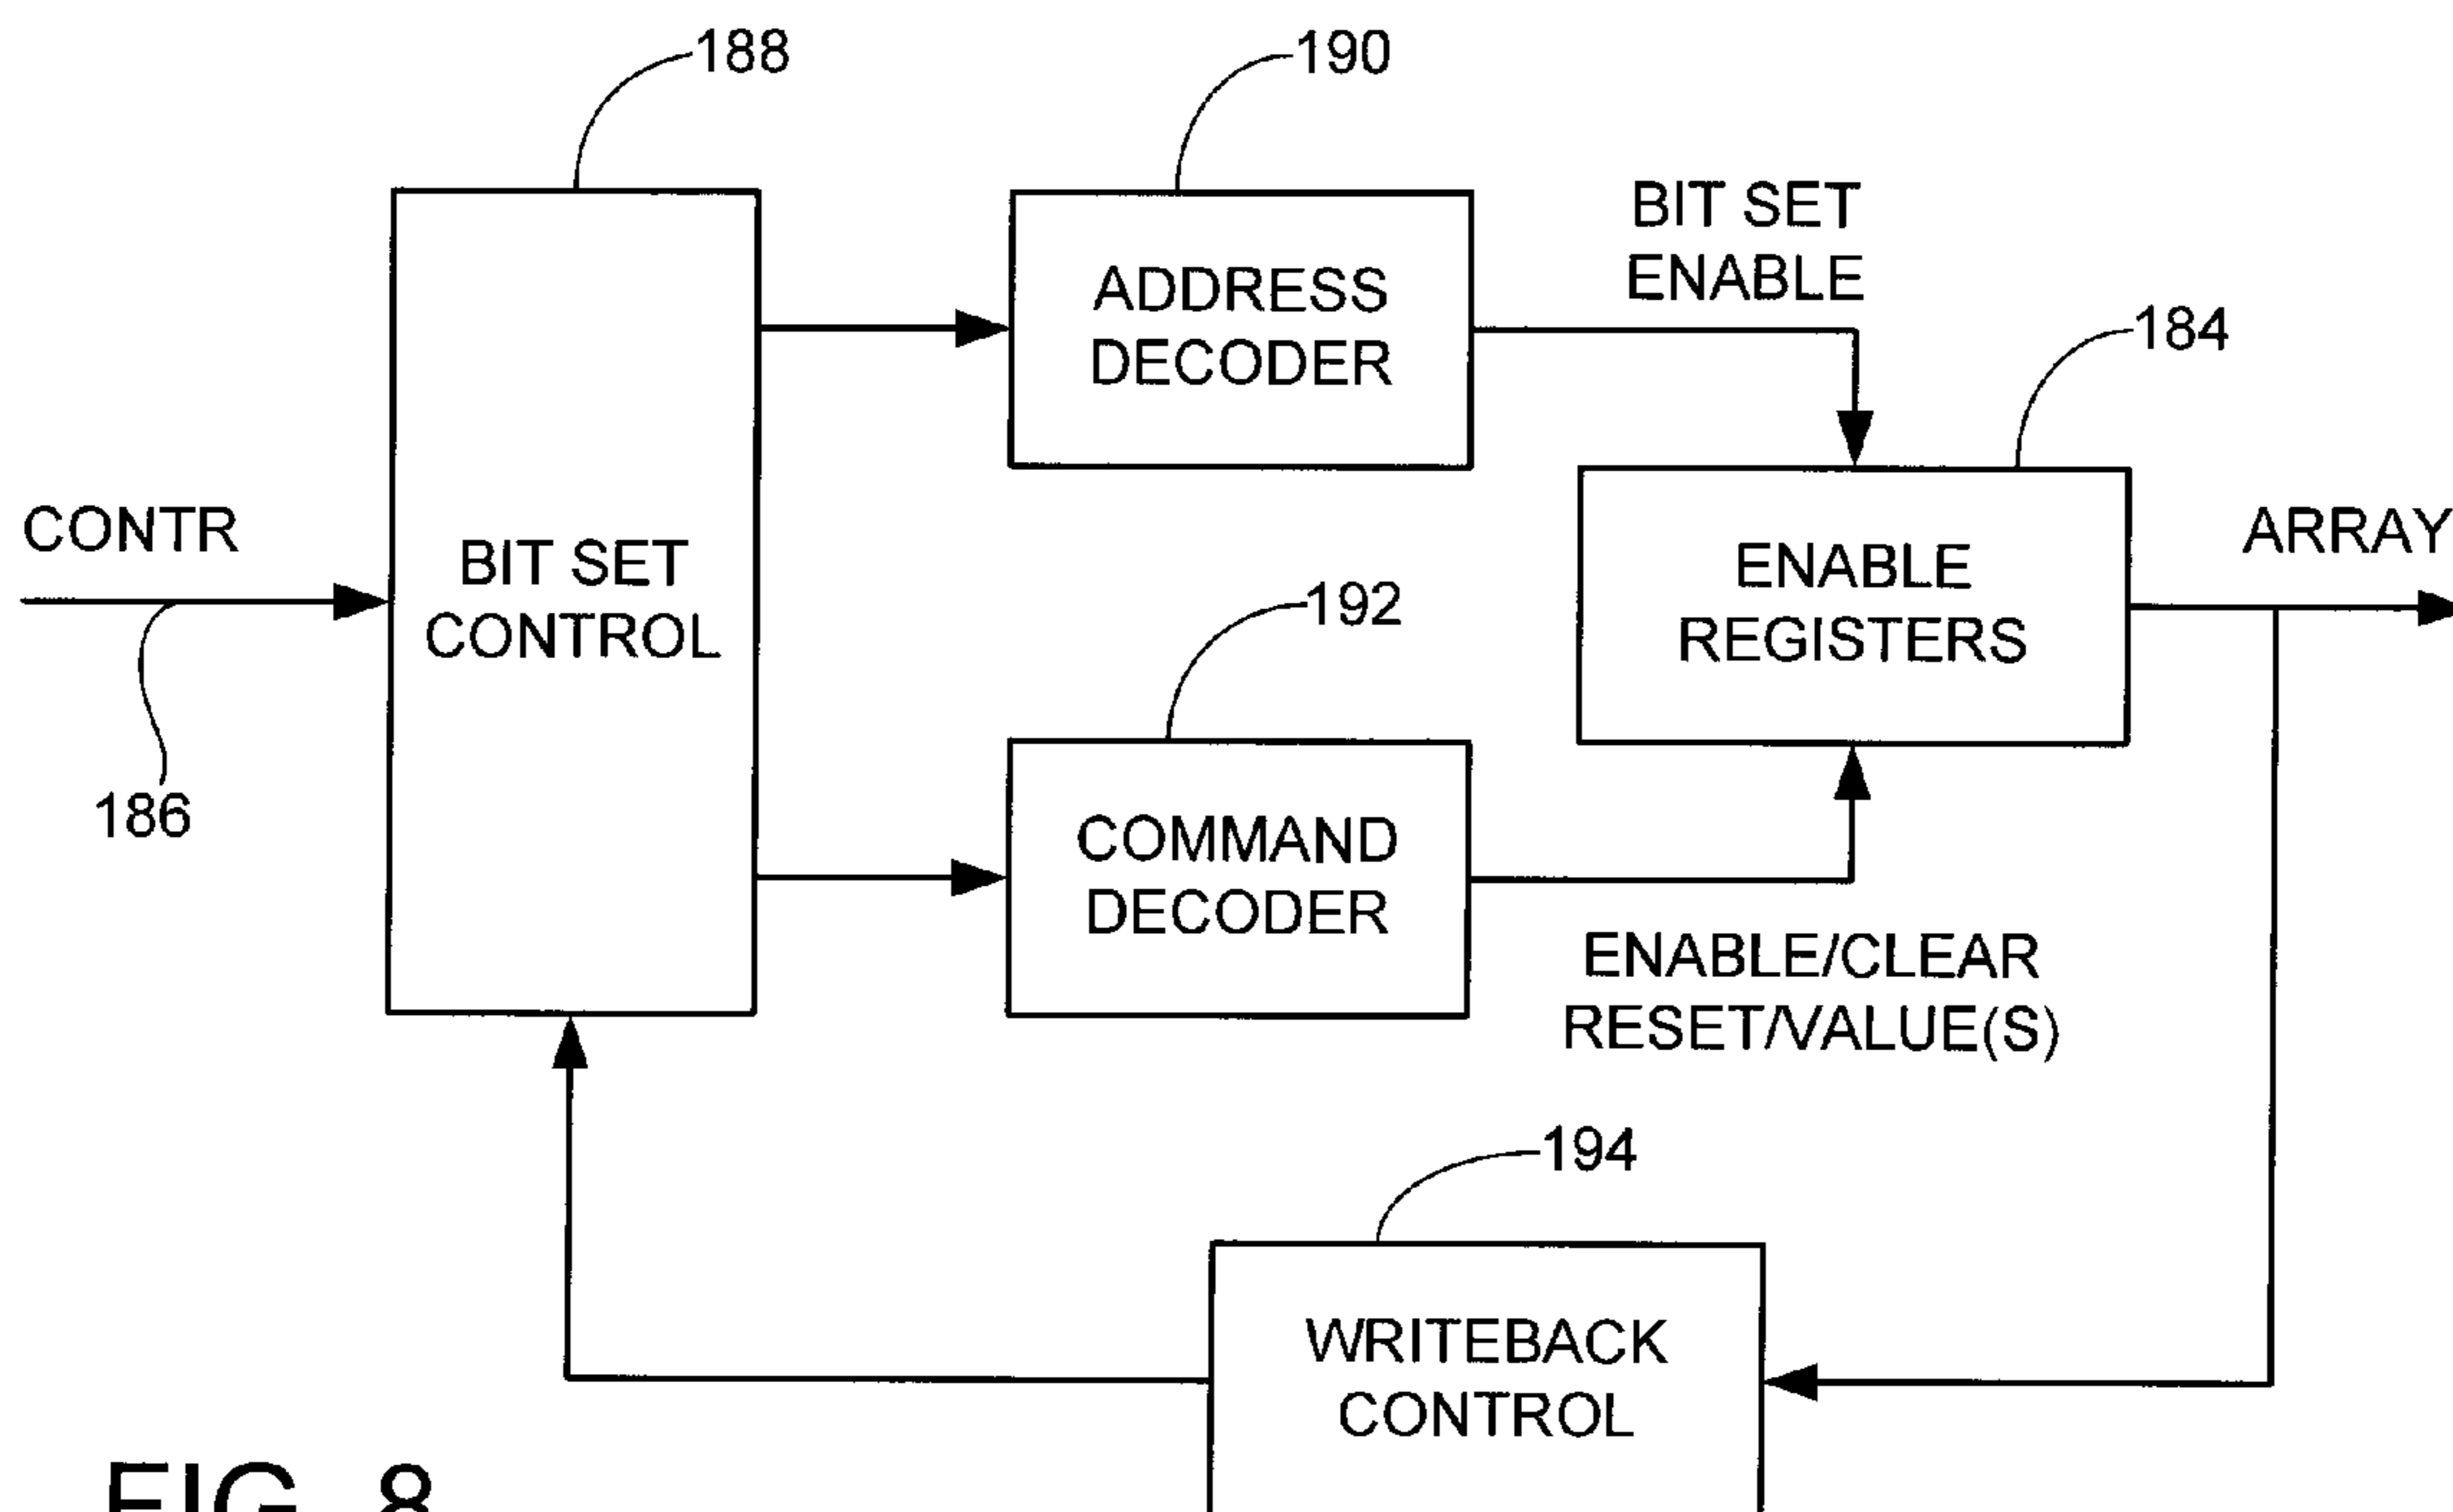 188
190
BIT SET
ENABLE
ADDRESS
DECODER
184
CONTR
BIT SET
CONTROL
ENABLE
REGISTERS
ARRAY
192
186
COMMAND
DECODER
ENABLE/CLEAR
RESET/VALUE(S)
194
WRITEBACK
CONTROL
FIG. 8